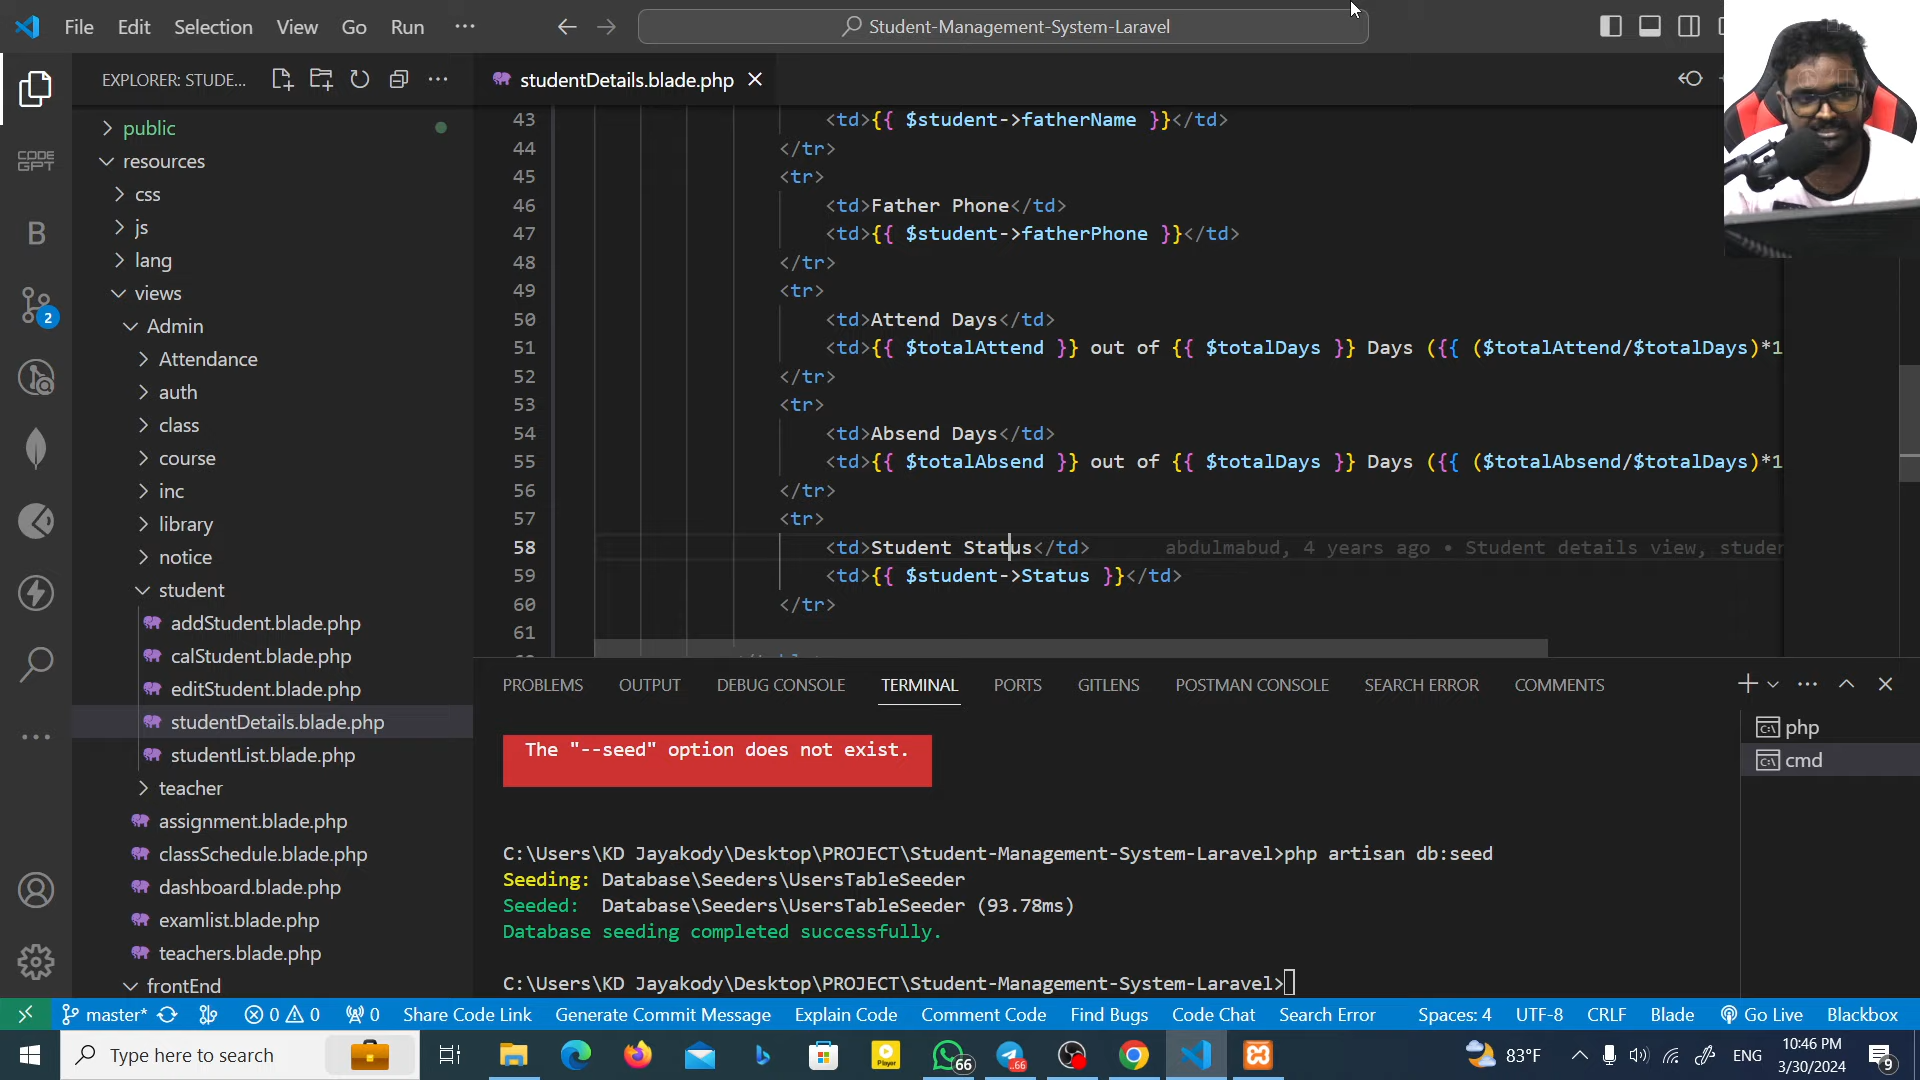 File Edit Selection View Go Run ···
Student-Management-System-Laravel
EXPLORER: STUDE...
studentDetails.blade.php
public
resources
css
js
lang
views
Admin
Attendance
auth
class
course
inc
library
notice
student
addStudent.blade.php
calStudent.blade.php
editStudent.blade.php
studentDetails.blade.php
studentList.blade.php
teacher
assignment.blade.php
classSchedule.blade.php
dashboard.blade.php
examlist.blade.php
teachers.blade.php
frontEnd
CODE
GPT
B
2
43 <td>{{ $student->fatherName }}</td>
44 </tr>
45 <tr>
46 <td>Father Phone</td>
47 <td>{{ $student->fatherPhone }}</td>
48 </tr>
49 <tr>
50 <td>Attend Days</td>
51 <td>{{ $totalAttend }} out of {{ $totalDays }} Days ({{ ($totalAttend/$totalDays)*1
52 </tr>
53 <tr>
54 <td>Absend Days</td>
55 <td>{{ $totalAbsend }} out of {{ $totalDays }} Days ({{ ($totalAbsend/$totalDays)*1
56 </tr>
57 <tr>
58 <td>Student Status</td> abdulmabud, 4 years ago • Student details view, studen
59 <td>{{ $student->Status }}</td>
60 </tr>
61
PROBLEMS OUTPUT DEBUG CONSOLE TERMINAL PORTS GITLENS POSTMAN CONSOLE SEARCH ERROR COMMENTS
The "--seed" option does not exist.
C:\Users\KD Jayakody\Desktop\PROJECT\Student-Management-System-Laravel>php artisan db:seed
Seeding: Database\Seeders\UsersTableSeeder
Seeded: Database\Seeders\UsersTableSeeder (93.78ms)
Database seeding completed successfully.
C:\Users\KD Jayakody\Desktop\PROJECT\Student-Management-System-Laravel>
php
cmd
master* 0 0 0 Share Code Link Generate Commit Message Explain Code Comment Code Find Bugs Code Chat Search Error Spaces: 4 UTF-8 CRLF Blade Go Live Blackbox
Type here to search
Player
66
66
83°F
ENG
10:46 PM
3/30/2024
9